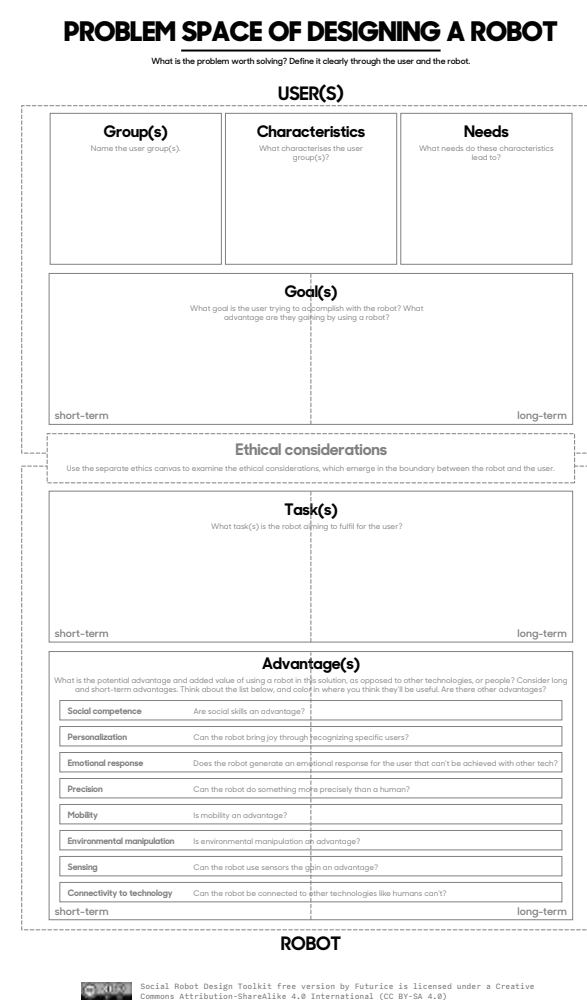 PROBLEM SPACE OF DESIGNING A ROBOT
What is the problem worth solving? Define it clearly through the user and the robot.
USER(S)
Group(s)
Name the user group(s).
Characteristics
What characterises the user
group(s)?
Needs
What needs do these characteristics
lead to?
Goal(s)
What goal is the user trying to accomplish with the robot? What
advantage are they gaining by using a robot?
short-term
long-term
Ethical considerations
Use the separate ethics canvas to examine the ethical considerations, which emerge in the boundary between the robot and the user.
Task(s)
What task(s) is the robot aiming to fulfil for the user?
short-term
long-term
Advantage(s)
What is the potential advantage and added value of using a robot in this solution, as opposed to other technologies, or people? Consider long
and short-term advantages. Think about the list below, and color in where you think they'll be useful. Are there other advantages?
Social competence Are social skills an advantage?
Personalization Can the robot bring joy through recognizing specific users?
Emotional response Does the robot generate an emotional response for the user that can't be achieved with other tech?
Precision Can the robot do something more precisely than a human?
Mobility Is mobility an advantage?
Environmental manipulation Is environmental manipulation an advantage?
Sensing Can the robot use sensors the gain an advantage?
Connectivity to technology Can the robot be connected to other technologies like humans can't?
short-term
long-term
ROBOT
Social Robot Design Toolkit free version by Futurice is licensed under a Creative
Commons Attribution-ShareAlike 4.0 International (CC BY-SA 4.0)